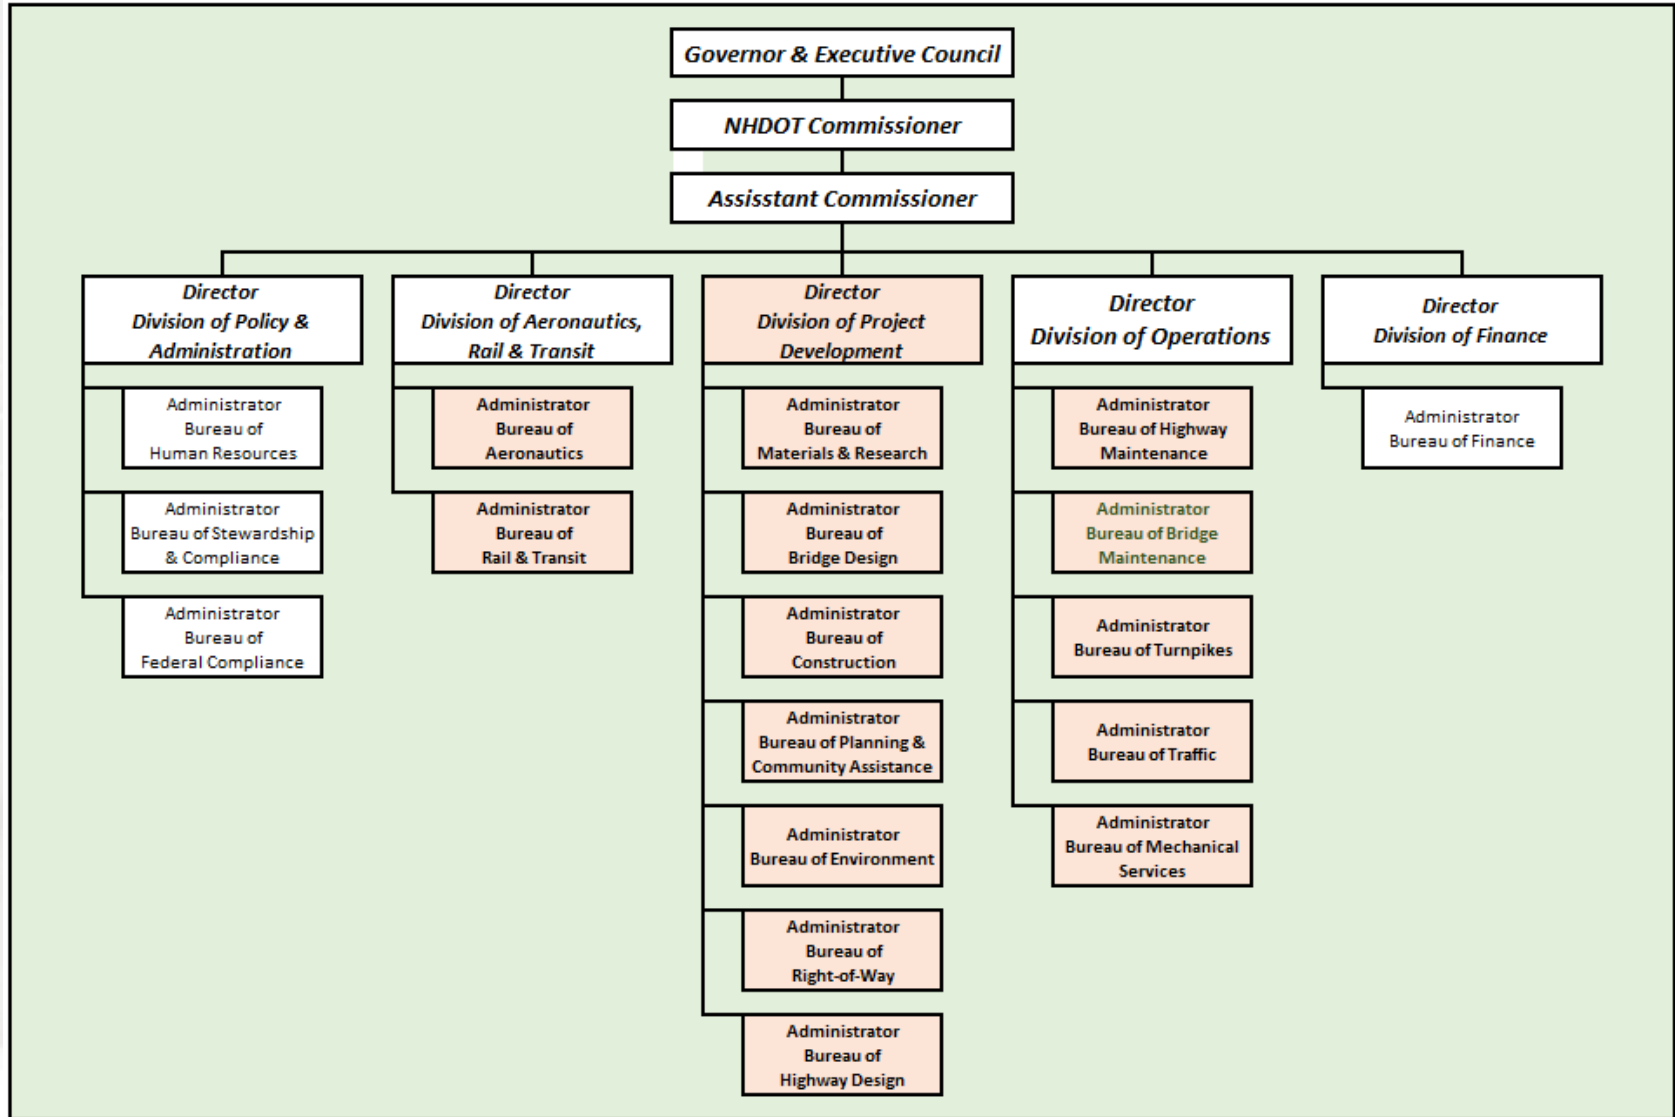 Governor & Executive Council
NHDOT Commissioner
Assisstant Commissioner
Director
Division of Policy &
Administration
Administrator
Bureau of
Human Resources
Administrator
Bureau of Stewardship
& Compliance
Administrator
Bureau of
Federal Compliance
Director
Division of Aeronautics,
Rail & Transit
Administrator
Bureau of
Aeronautics
Administrator
Bureau of
Rail & Transit
Director
Division of Project
Development
Administrator
Bureau of
Materials & Research
Administrator
Bureau of
Bridge Design
Administrator
Bureau of
Construction
Administrator
Bureau of Planning &
Community Assistance
Administrator
Bureau of Environment
Administrator
Bureau of
Right-of-Way
Administrator
Bureau of
Highway Design
Director
Division of Operations
Administrator
Bureau of Highway
Maintenance
Administrator
Bureau of Bridge
Maintenance
Administrator
Bureau of Turnpikes
Administrator
Bureau of Traffic
Administrator
Bureau of Mechanical
Services
Director
Division of Finance
Administrator
Bureau of Finance